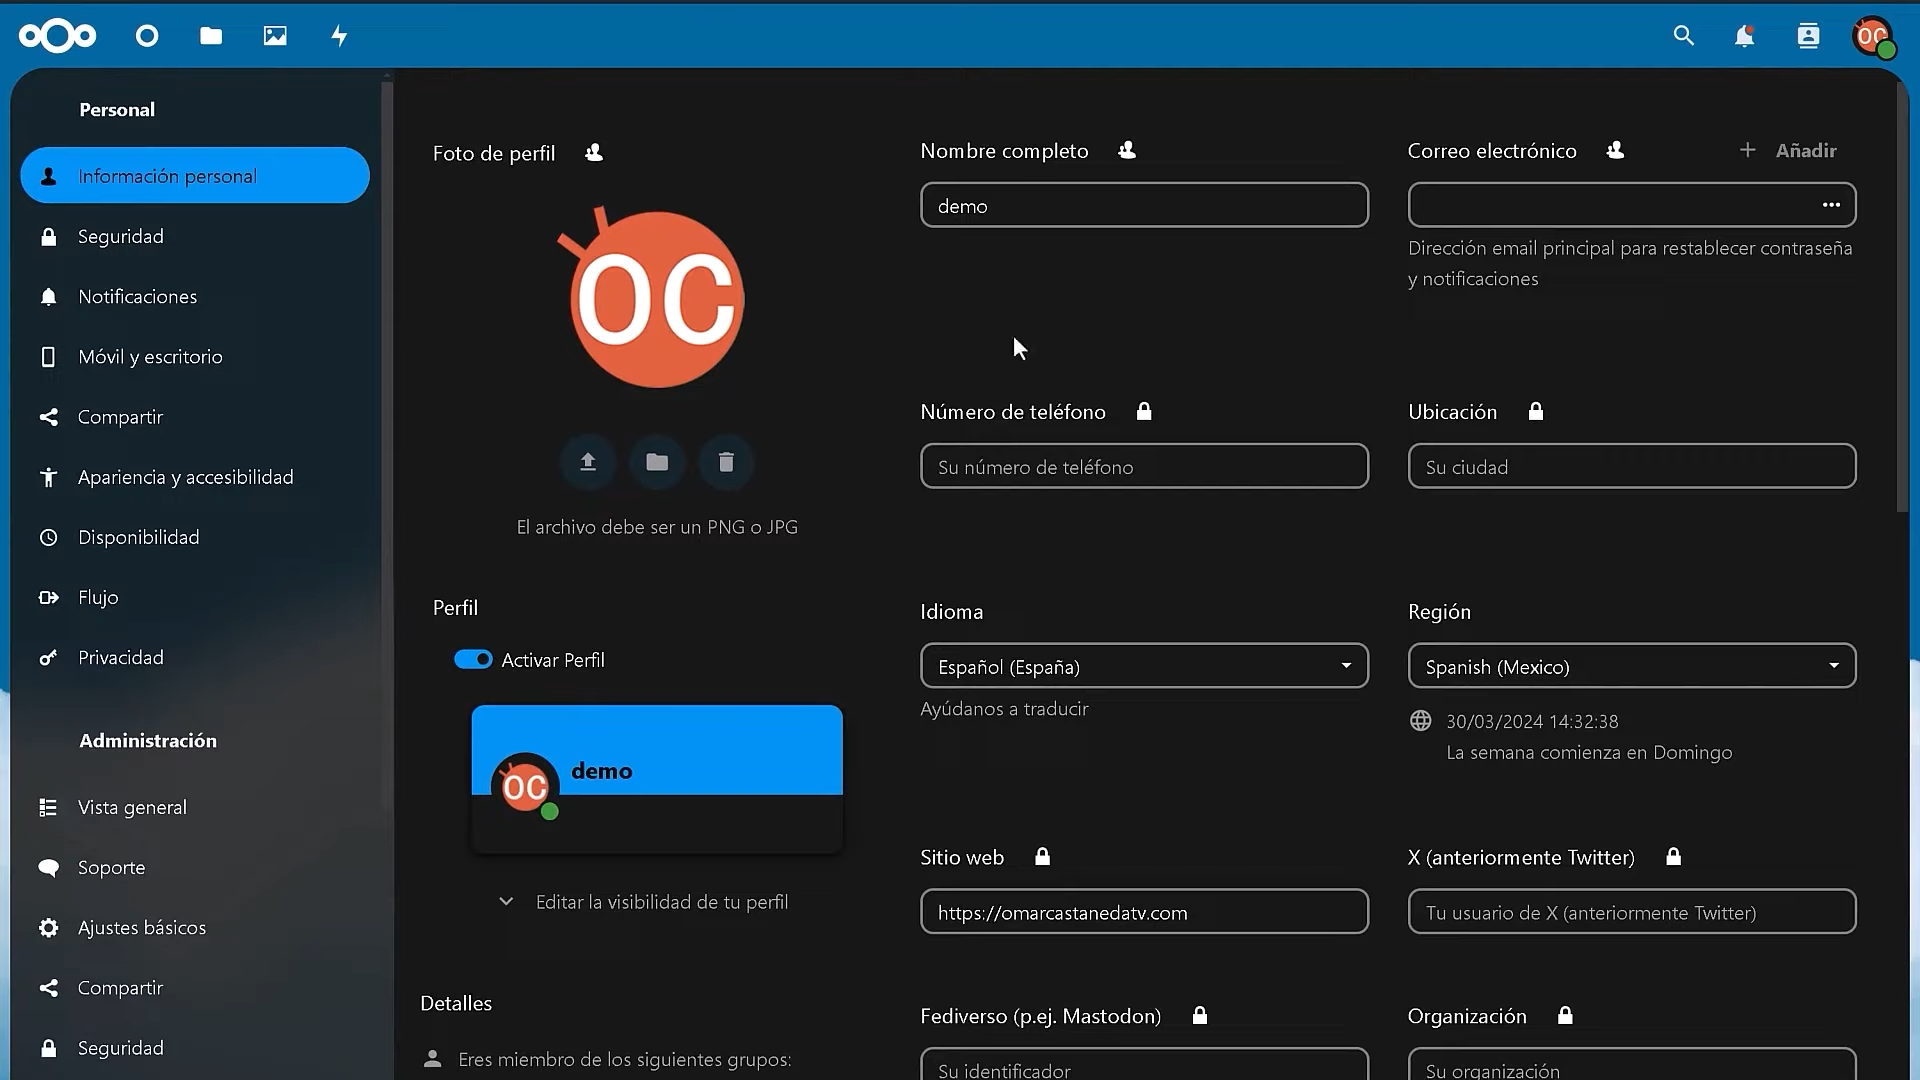 OC
Personal
Información personal
Seguridad
Notificaciones
Móvil y escritorio
Compartir
Apariencia y accesibilidad
Disponibilidad
Flujo
Privacidad
Administración
Vista general
Soporte
Ajustes básicos
Compartir
Seguridad
Foto de perfil
OC
El archivo debe ser un PNG o JPG
Perfil
Activar Perfil
OC
demo
Editar la visibilidad de tu perfil
Detalles
Eres miembro de los siguientes grupos:
Nombre completo
demo
Correo electrónico
+ Añadir
Dirección email principal para restablecer contraseña
y notificaciones
Número de teléfono
Su número de teléfono
Ubicación
Su ciudad
Idioma
Español (España)
Ayúdanos a traducir
Región
Spanish (Mexico)
30/03/2024 14:32:38
La semana comienza en Domingo
Sitio web
https://omarcastanedatv.com
X (anteriormente Twitter)
Tu usuario de X (anteriormente Twitter)
Fediverso (p.ej. Mastodon)
Su identificador
Organización
Su organización